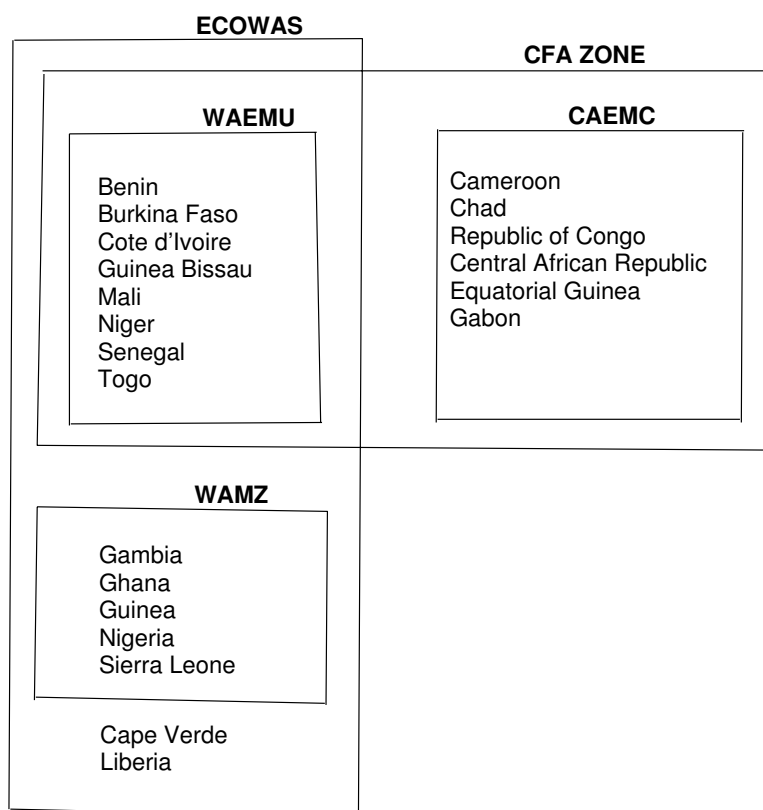 ECOWAS
CFA ZONE
WAEMU
CAEMC
Benin
Burkina Faso
Cote d'Ivoire
Guinea Bissau
Mali
Niger
Senegal
Togo
Cameroon
Chad
Republic of Congo
Central African Republic
Equatorial Guinea
Gabon
WAMZ
Gambia
Ghana
Guinea
Nigeria
Sierra Leone
Cape Verde
Liberia